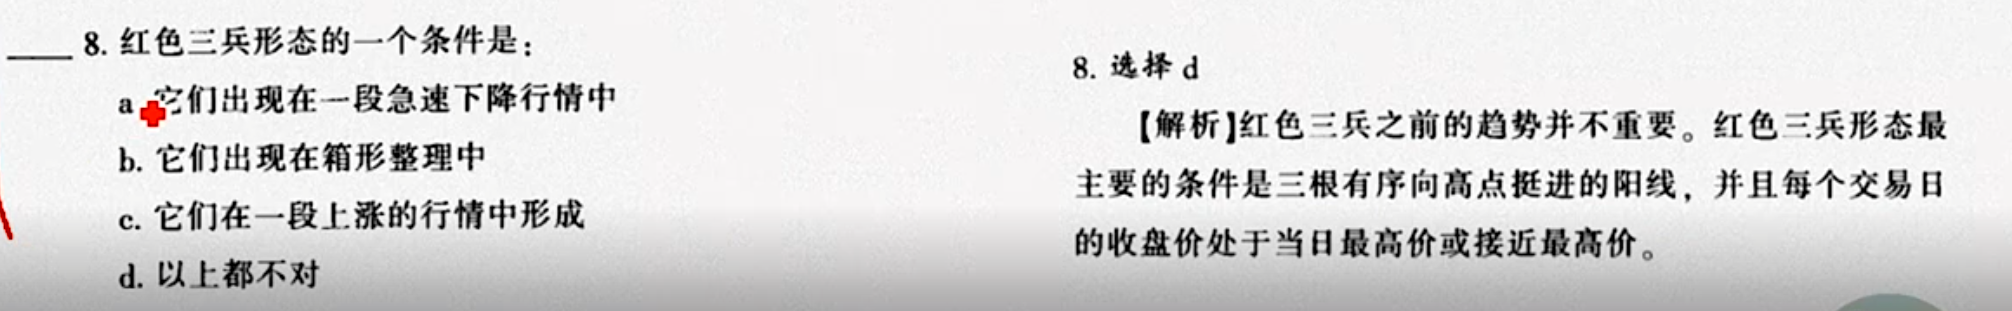 8. 红色三兵形态的一个条件是：
a. 它们出现在一段急速下降行情中
b. 它们出现在箱形整理中
c. 它们在一段上涨的行情中形成
d. 以上都不对
8. 选择 d
【解析】红色三兵之前的趋势并不重要。红色三兵形态最
主要的条件是三根有序向高点挺进的阳线，并且每个交易日
的收盘价处于当日最高价或接近最高价。